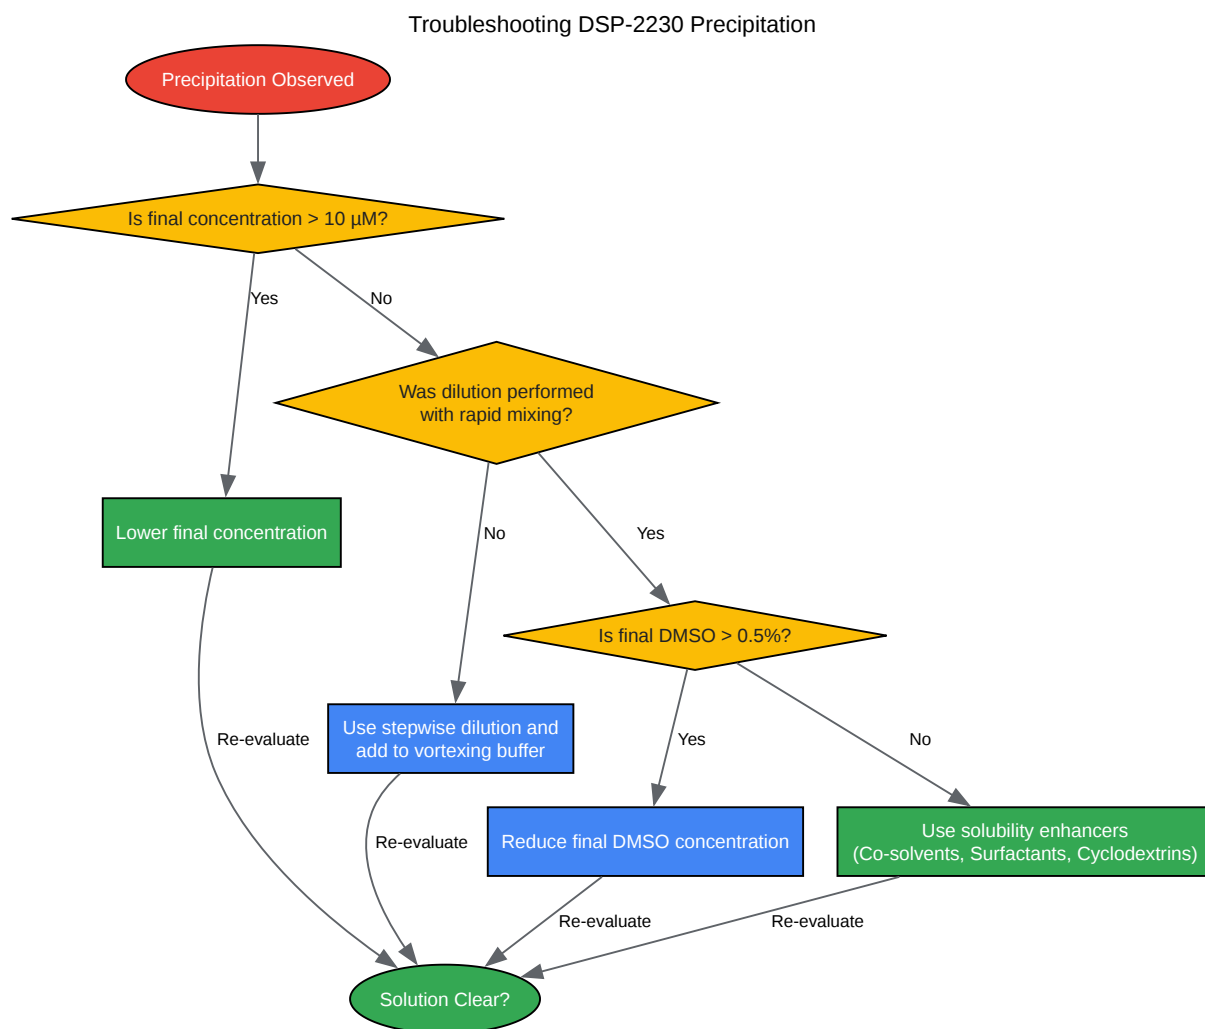 Troubleshooting DSP-2230 Precipitation
Precipitation Observed
Is final concentration > 10 µM?
Yes
No
Was dilution performed
with rapid mixing?
Lower final concentration
No
Yes
Is final DMSO > 0.5%?
Re-evaluate
Use stepwise dilution and
add to vortexing buffer
Yes
No
Re-evaluate
Reduce final DMSO concentration
Use solubility enhancers
(Co-solvents, Surfactants, Cyclodextrins)
Re-evaluate
Re-evaluate
Solution Clear?